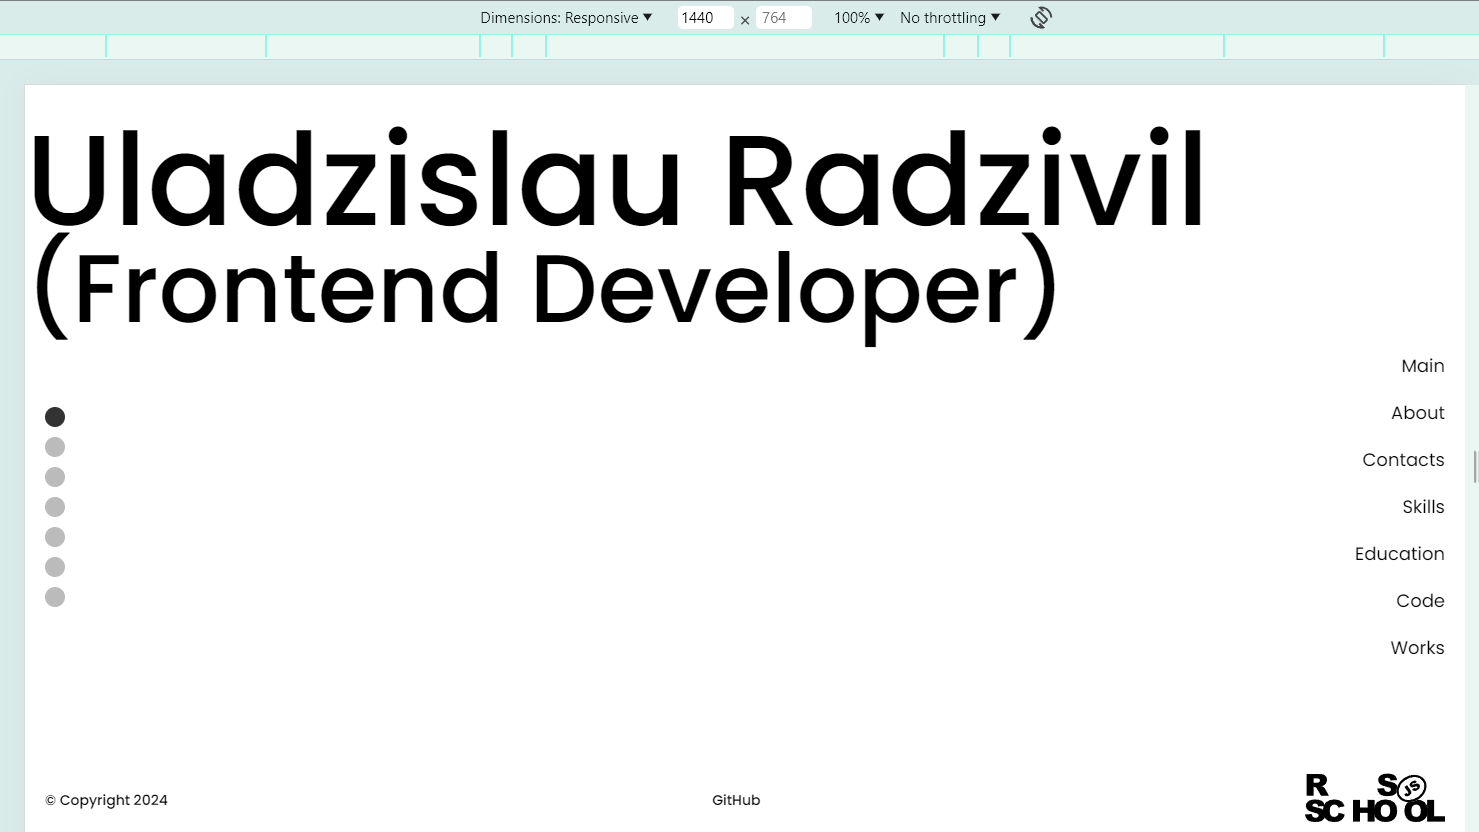 Dimensions: Responsive 1440 × 764 100% No throttling
Uladzislau Radzivil
(Frontend Developer)
Main
About
Contacts
Skills
Education
Code
Works
© Copyright 2024
GitHub
R S JS
SCHOOL